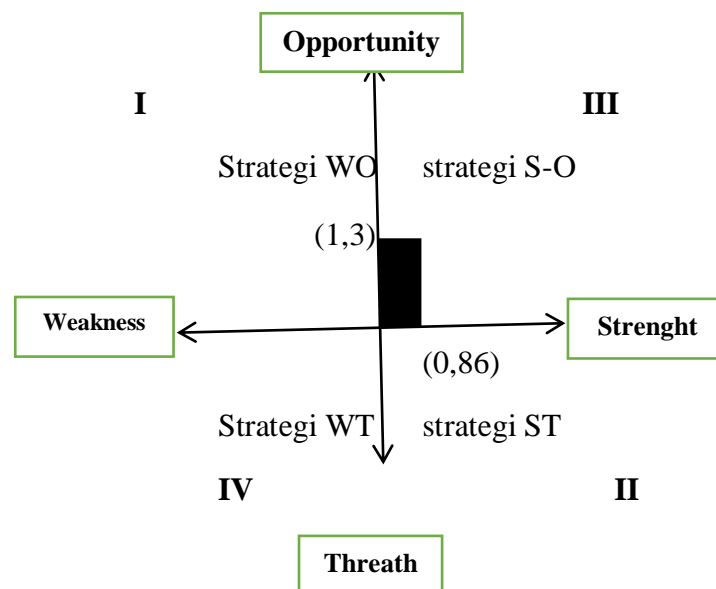 Opportunity
I III
Strategi WO strategi S-O
(1,3)
Weakness Strenght
(0,86)
Strategi WT strategi ST
IV II
Threath